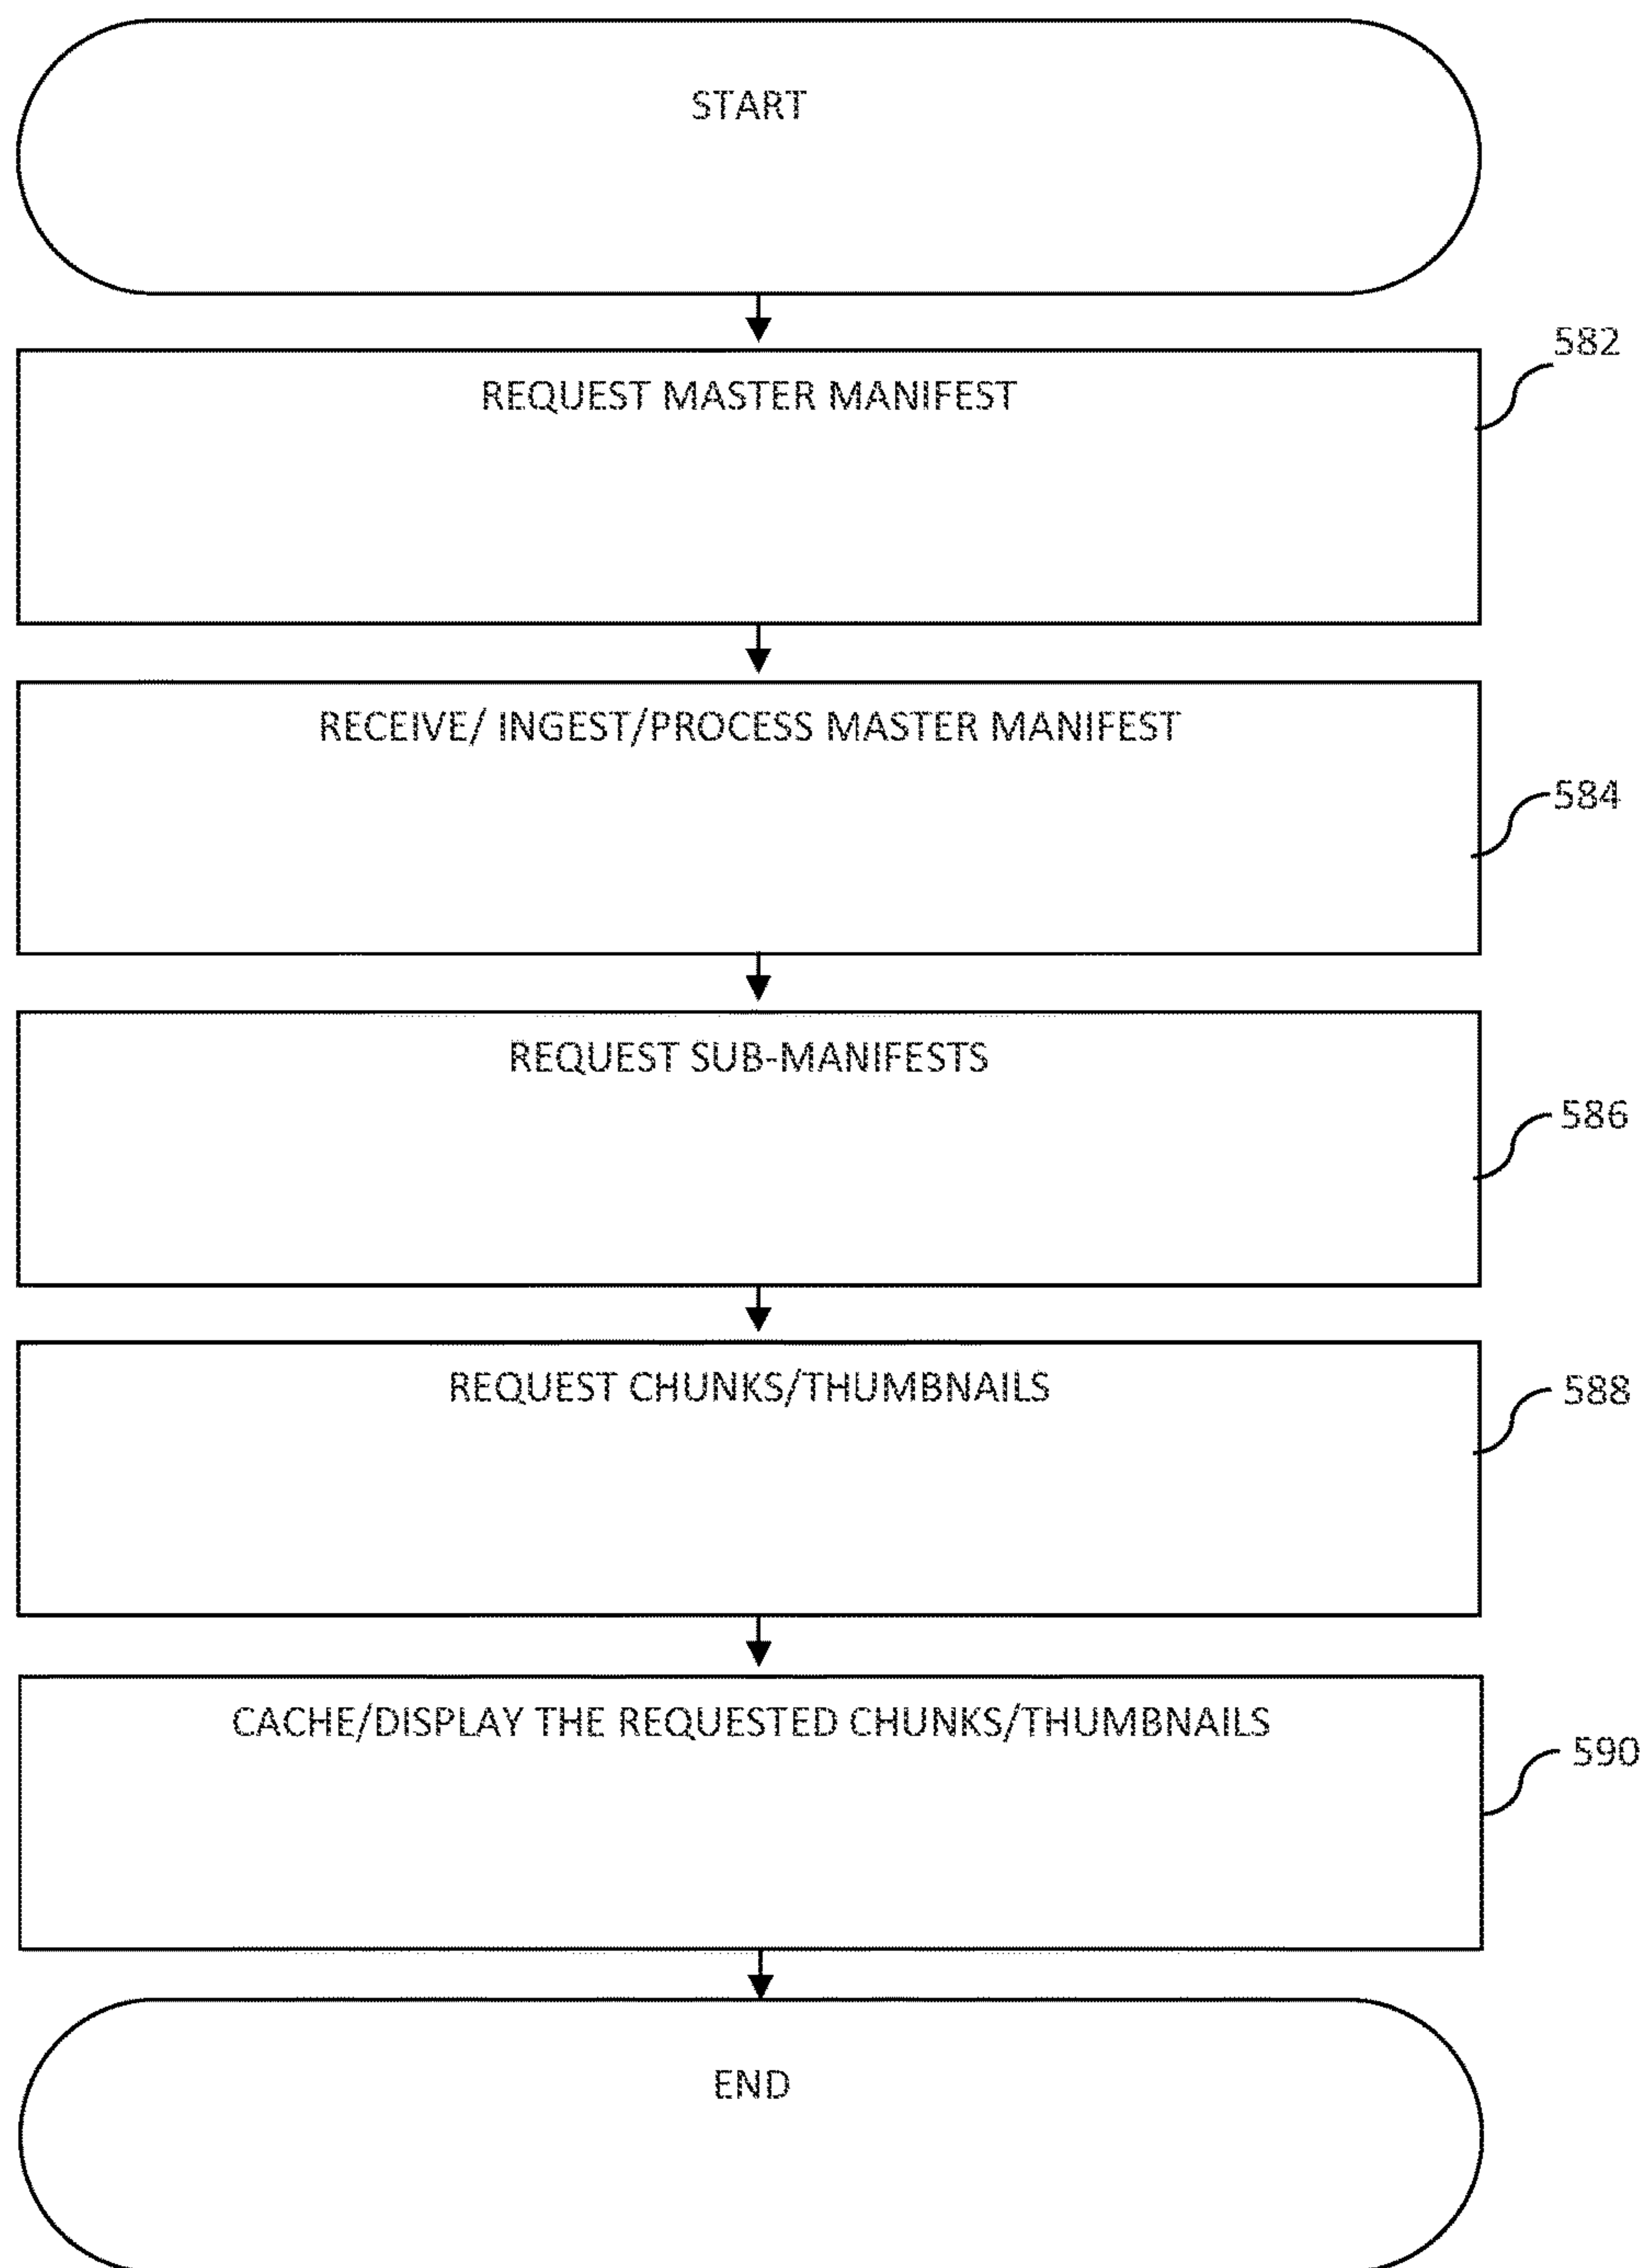 START
582
REQUEST MASTER MANIFEST
RECEIVE/ INGEST/PROCESS MASTER MANIFEST
584
REQUEST SUB-MANIFESTS
586
REQUEST CHUNKS/THUMBNAILS
588
CACHE/DISPLAY THE REQUESTED CHUNKS/THUMBNAILS
590
END